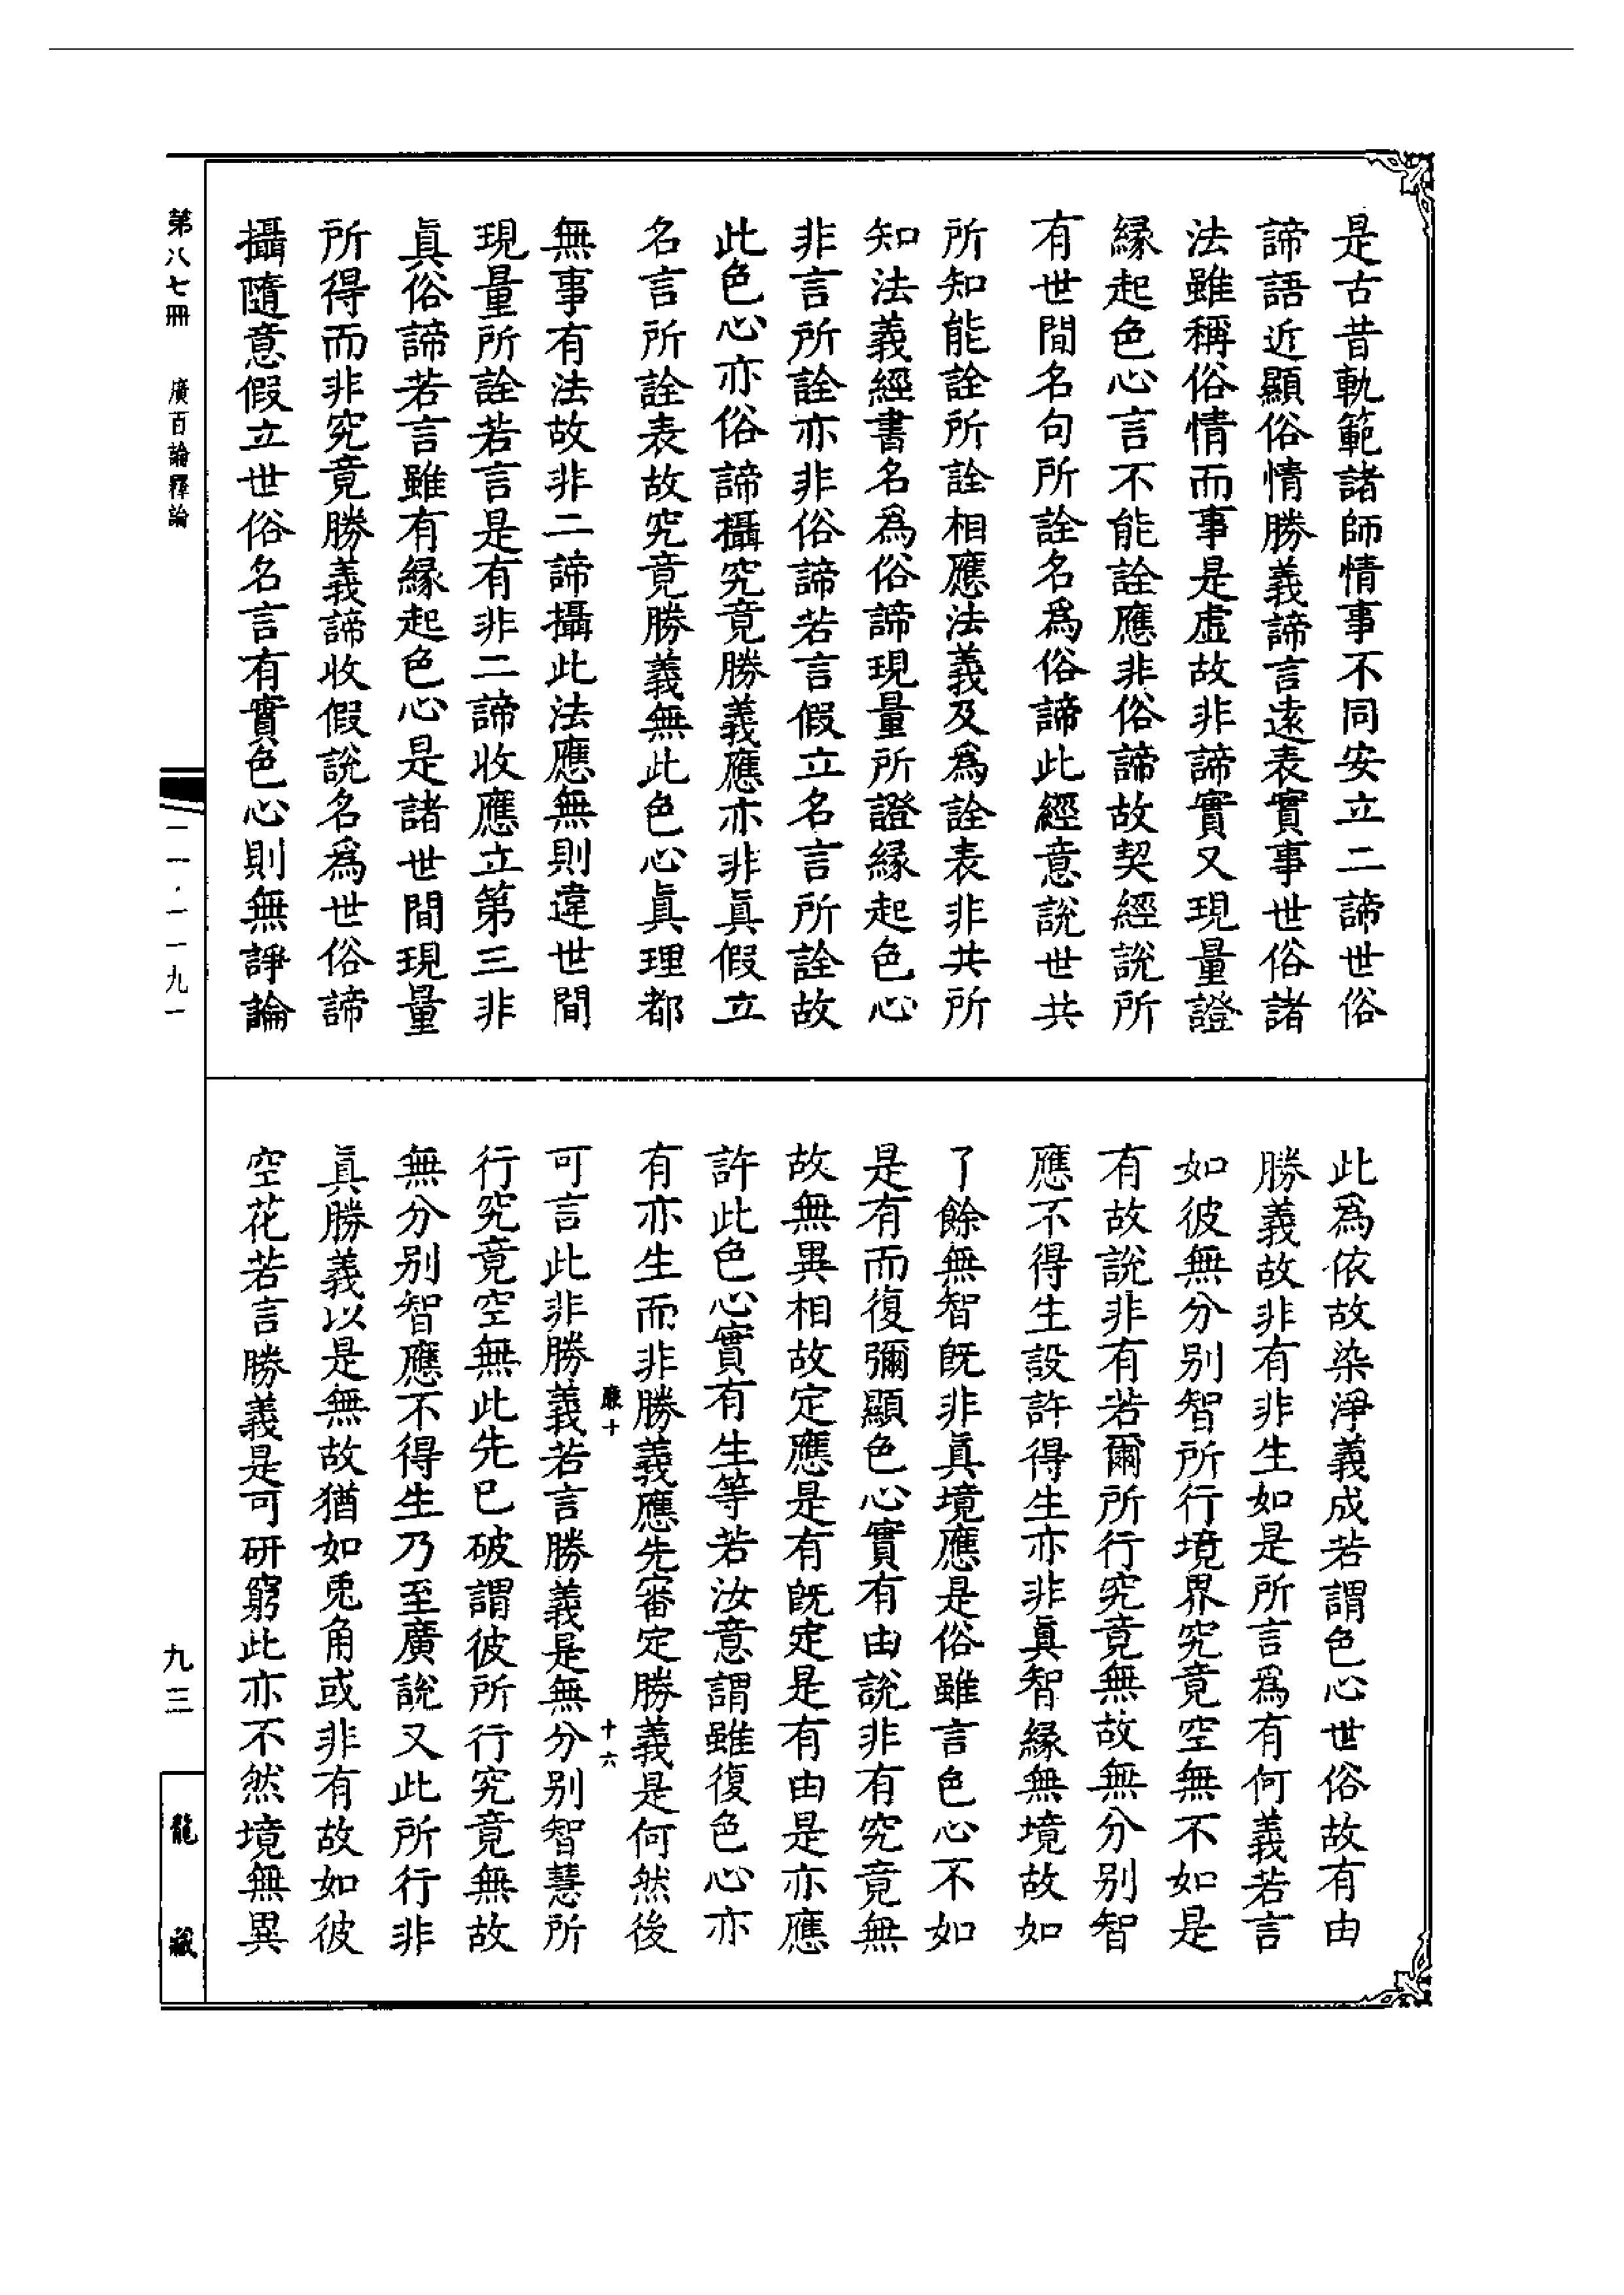 是古昔軌範諸師情事不同安立二諦世俗
諦語近顯俗情勝義諦言遠表實事世俗諸
法雖稱俗情而事是虛故非諦實又現量證
緣起色心言不能詮應非俗諦故契經說所
有世間名句所詮名爲俗諦此經意說世共
所知能詮所詮相應法義及爲詮表非共所
知法義經書名爲俗諦現量所證緣起色心
非言所詮亦非俗諦若言假立名言所詮故
此色心亦俗諦攝究竟勝義應亦非真假立
名言所詮表故究竟勝義無此色心真理都
無事有法故非二諦攝此法應無則違世間
現量所詮若言是有非二諦收應立第三非
真俗諦若言雖有緣起色心是諸世間現量
所得而非究竟勝義諦收假說名爲世俗諦
攝隨意假立世俗名言有實色心則無諍論
此爲依故染淨義成若謂色心世俗故有由
勝義故非有非生如是所言爲有何義若言
如彼無分別智所行境界究竟空無不如是
有故說非有若爾所行究竟無故無分別智
應不得生設許得生亦非真智緣無境故如
了餘無智旣非真境應是俗雖言色心不如
是有而復彌顯色心實有由說非有究竟無
故無異相故定應是有旣定是有由是亦應
許此色心實有生等若汝意謂雖復色心亦
有亦生而非勝義應先審定勝義是何然後
可言此非勝義若言勝義是無分別智慧所
行究竟空無此先已破謂彼所行究竟無故
無分別智應不得生乃至廣說又此所行非
真勝義以是無故猶如兎角或非有故如彼
空花若言勝義是可研窮此亦不然境無異
十六
第八七冊 廣百論釋論
一一·一一九一
九三
龍藏